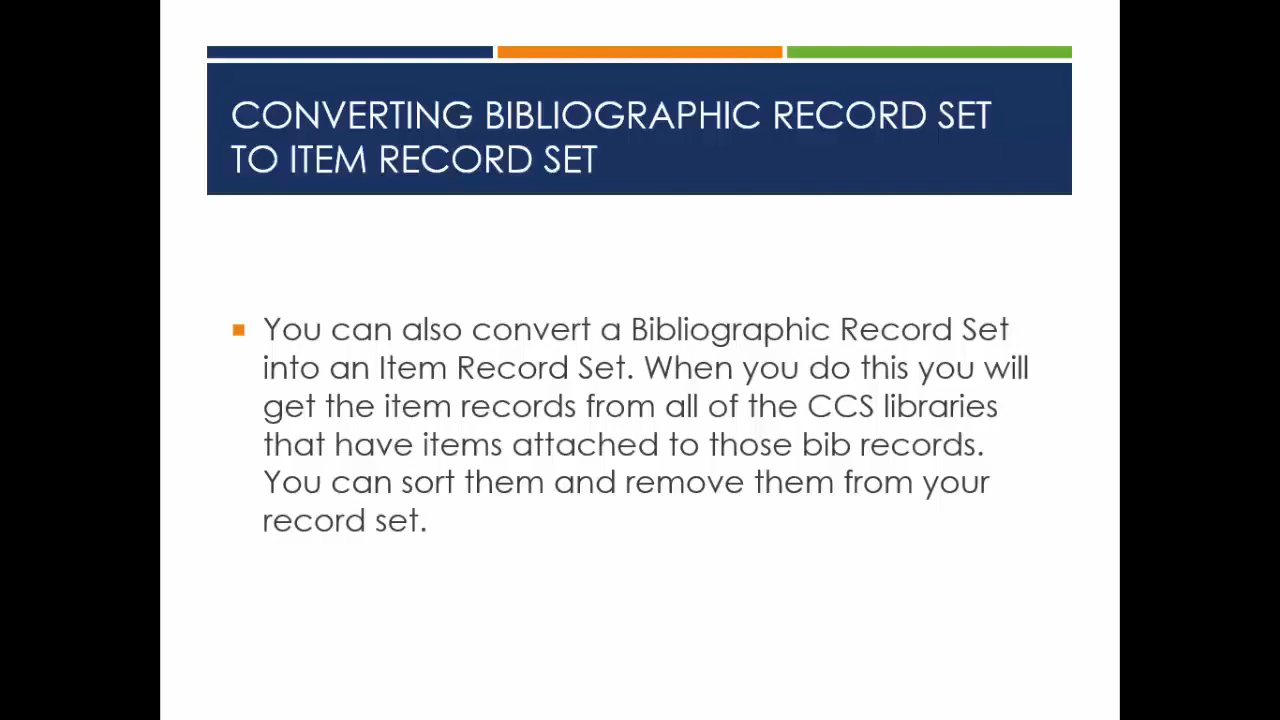 CONVERTING BIBLIOGRAPHIC RECORD SET
TO ITEM RECORD SET
You can also convert a Bibliographic Record Set
into an Item Record Set. When you do this you will
get the item records from all of the CCS libraries
that have items attached to those bib records.
You can sort them and remove them from your
record set.